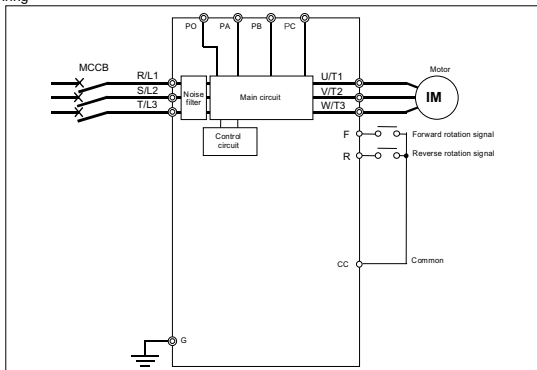 PO PA PB PC
MCCB
R/L1
S/L2
T/L3
Noise
filter
Main circuit
Control
circuit
U/T1
V/T2
W/T3
Motor
IM
F
Forward rotation signal
R
Reverse rotation signal
CC
Common
G